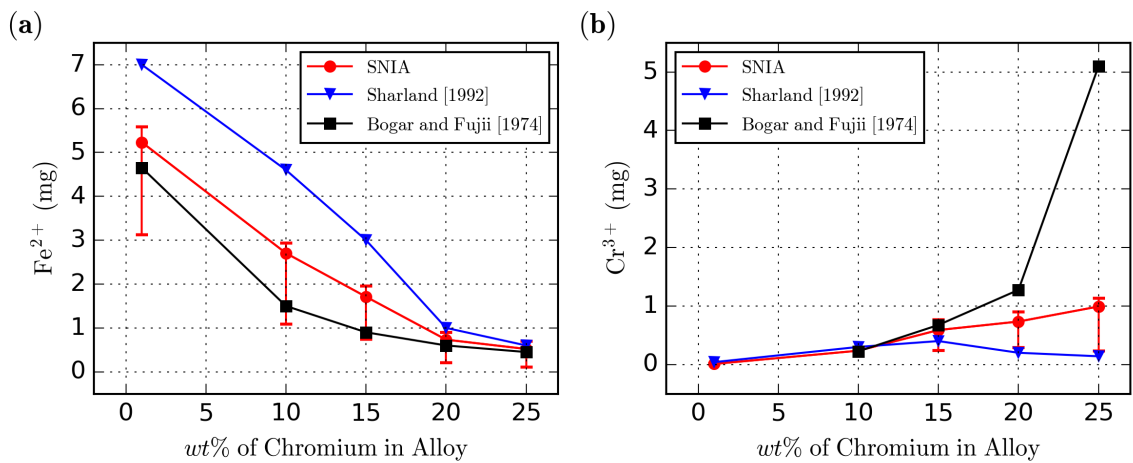 (a)
Fe²⁺ (mg)
7
6
5
4
3
2
1
0
0 5 10 15 20 25
wt% of Chromium in Alloy
SNIA
Sharland [1992]
Bogar and Fujii [1974]
(b)
Cr³⁺ (mg)
5
4
3
2
1
0
0 5 10 15 20 25
wt% of Chromium in Alloy
SNIA
Sharland [1992]
Bogar and Fujii [1974]